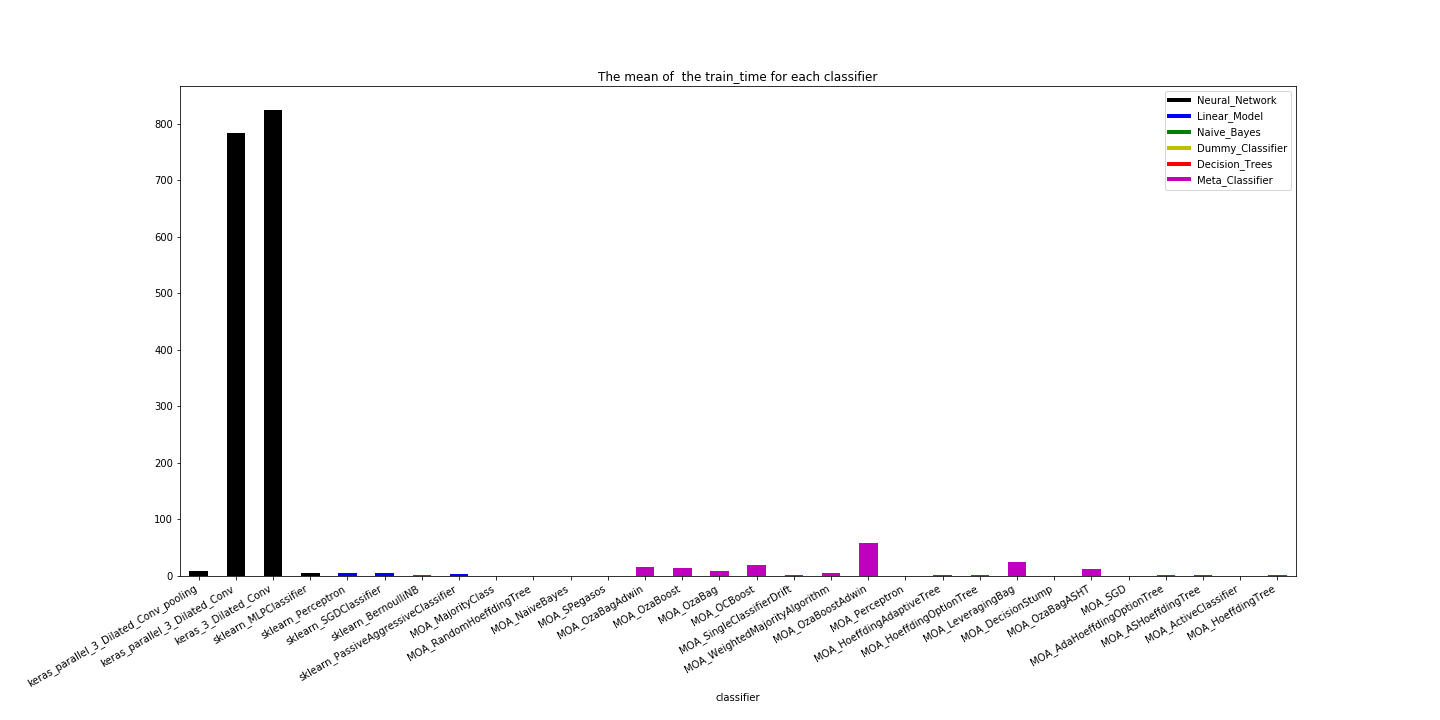 The mean of  the train_time for each classifier
Neural_Network
Linear_Model
Naive_Bayes
Dummy_Classifier
Decision_Trees
Meta_Classifier
800
700
600
500
400
300
200
100
0
keras_parallel_3_Dilated_Conv_pooling
keras_parallel_3_Dilated_Conv
keras_3_Dilated_Conv
sklearn_MLPClassifier
sklearn_Perceptron
sklearn_SGDClassifier
sklearn_BernoulliNB
sklearn_PassiveAggressiveClassifier
MOA_MajorityClass
MOA_RandomHoeffdingTree
MOA_NaiveBayes
MOA_SPegasos
MOA_OzaBagAdwin
MOA_OzaBoost
MOA_OzaBag
MOA_OCBoost
MOA_SingleClassifierDrift
MOA_WeightedMajorityAlgorithm
MOA_OzaBoostAdwin
MOA_Perceptron
MOA_HoeffdingAdaptiveTree
MOA_HoeffdingOptionTree
MOA_LeveragingBag
MOA_DecisionStump
MOA_OzaBagASHT
MOA_SGD
MOA_AdaHoeffdingOptionTree
MOA_ASHoeffdingTree
MOA_ActiveClassifier
MOA_HoeffdingTree
classifier